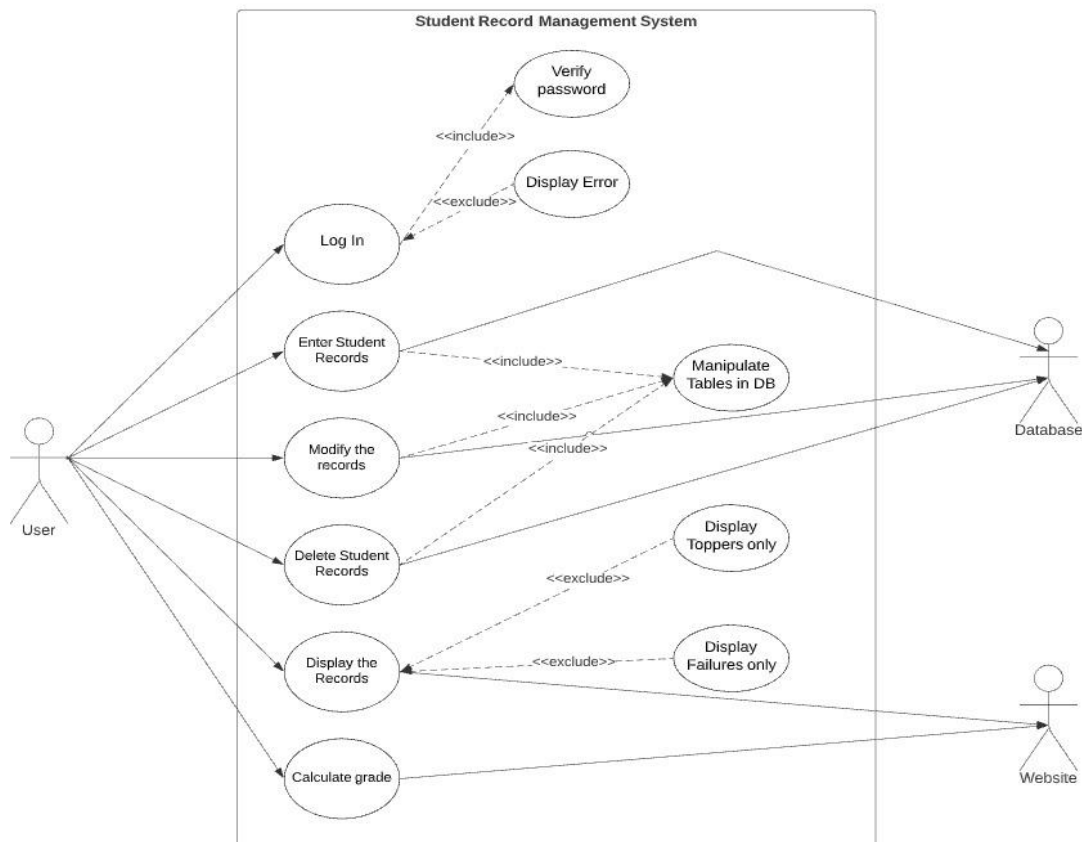 Student Record Management System
Verify
password
<<include>>
Display Error
<<exclude>>
Log In
Enter Student
Records
<<include>>
Manipulate
Tables in DB
<<include>>
Modify the
records
<<include>>
Database
User
Display
Toppers only
Delete Student
Records
<<exclude>>
Display the
Records
<<exclude>>
Display
Failures only
Calculate grade
Website